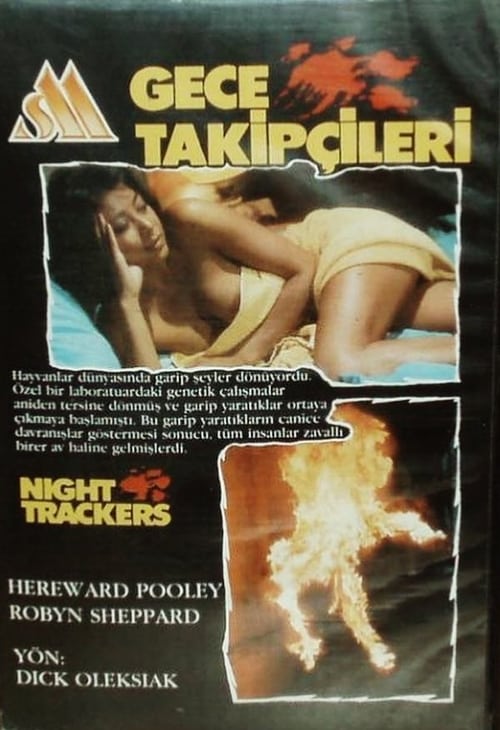 SM
GECE
TAKİPÇİLERİ
Hayvanlar dünyasında garip şeyler dönüyordu.
Özel bir laboratuardaki genetik çalışmalar
aniden tersine dönmüş ve garip yaratıklar ortaya
çıkmaya başlamıştı. Bu garip yaratıkların canice
davranışlar göstermesi sonucu, tüm insanlar zavallı
birer av haline gelmişlerdi.
NIGHT
TRACKERS
HEREWARD POOLEY
ROBYN SHEPPARD
YÖN:
DICK OLEKSIAK